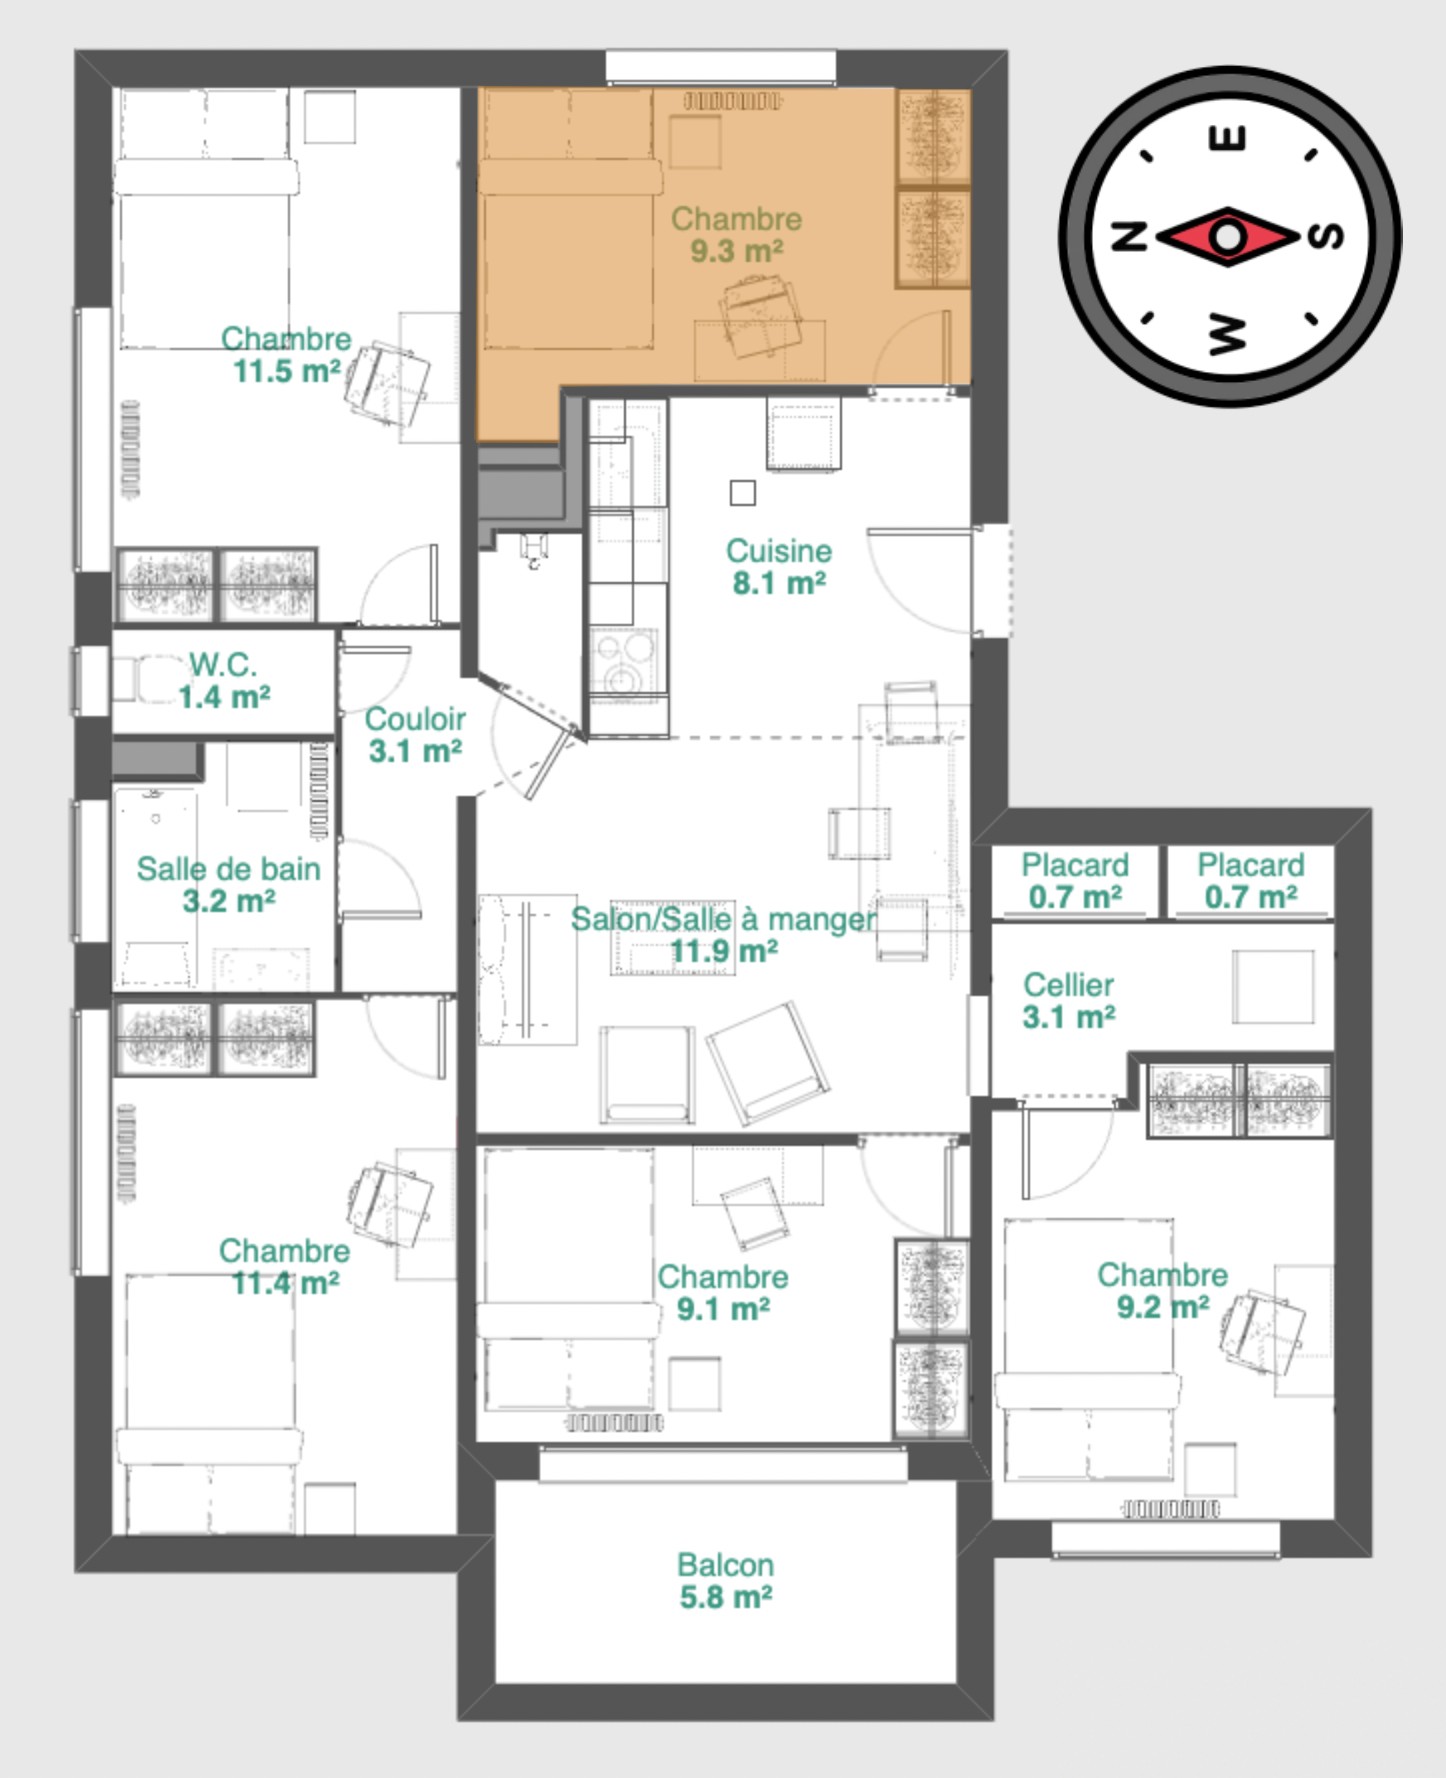 E
N
S
W
Chambre
9.3 m²
Chambre
11.5 m²
Cuisine
8.1 m²
W.C.
1.4 m²
Couloir
3.1 m²
Salle de bain
3.2 m²
Placard
0.7 m²
Placard
0.7 m²
Salon/Salle à manger
11.9 m²
Cellier
3.1 m²
Chambre
11.4 m²
Chambre
9.1 m²
Chambre
9.2 m²
Balcon
5.8 m²